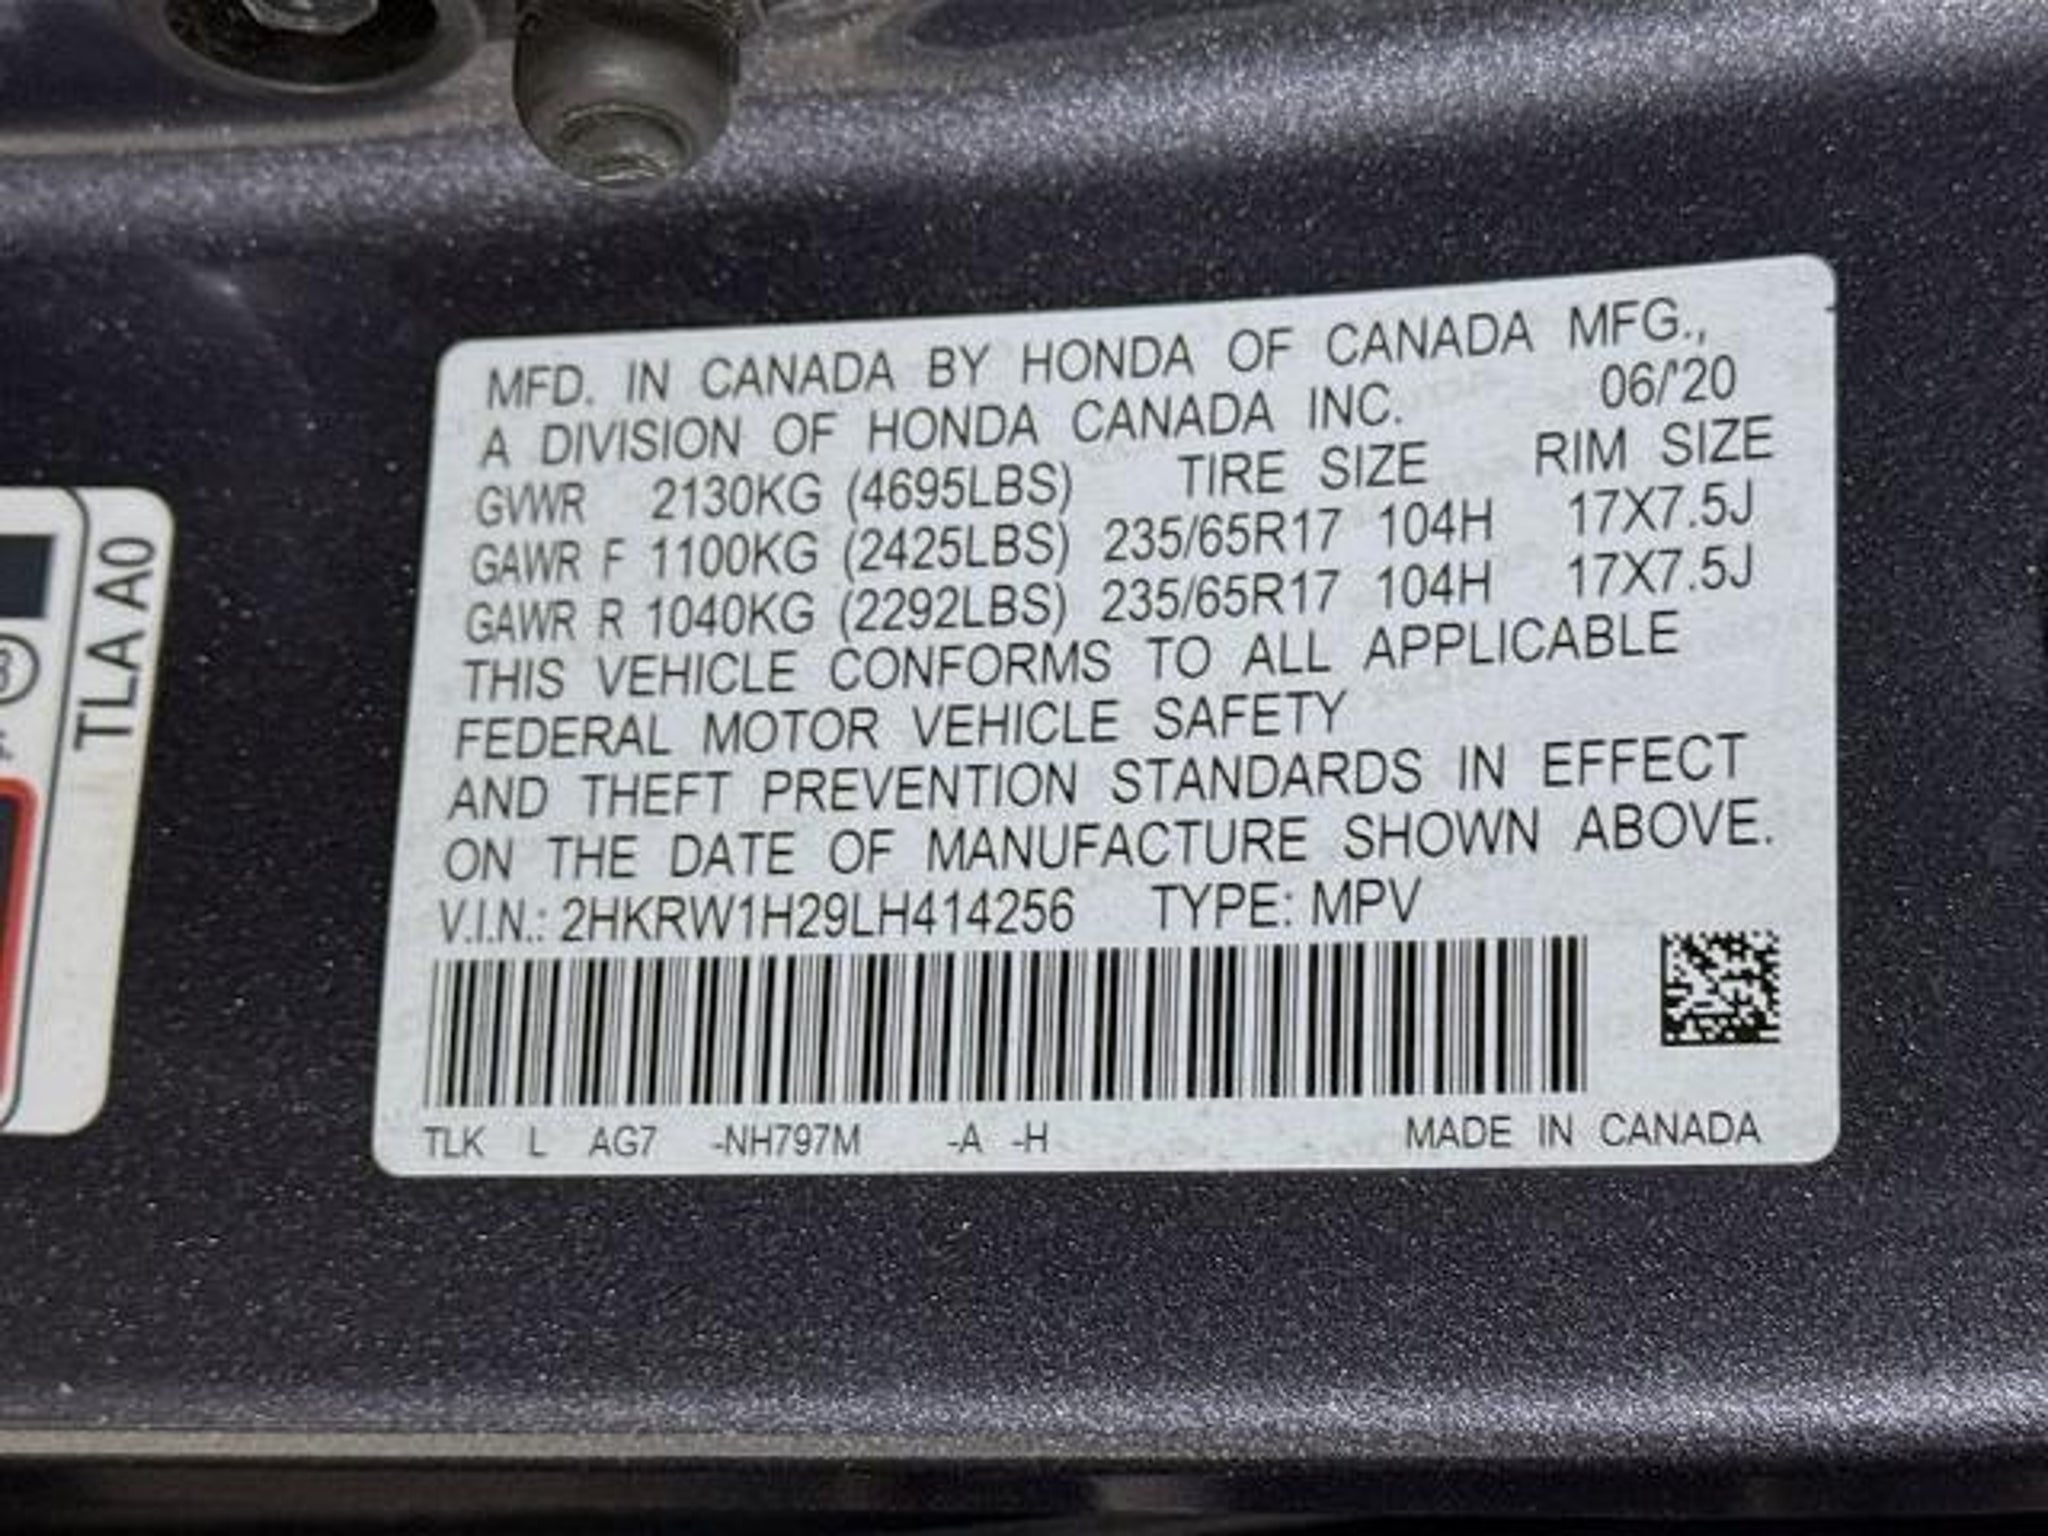 MFD. IN CANADA BY HONDA OF CANADA MFG.,
A DIVISION OF HONDA CANADA INC. 06/'20
GVWR 2130KG (4695LBS) TIRE SIZE RIM SIZE
GAWR F 1100KG (2425LBS) 235/65R17 104H 17X7.5J
GAWR R 1040KG (2292LBS) 235/65R17 104H 17X7.5J
THIS VEHICLE CONFORMS TO ALL APPLICABLE
FEDERAL MOTOR VEHICLE SAFETY
AND THEFT PREVENTION STANDARDS IN EFFECT
ON THE DATE OF MANUFACTURE SHOWN ABOVE.
V.I.N.: 2HKRW1H29LH414256 TYPE: MPV
TLK L AG7 -NH797M -A -H MADE IN CANADA
TLA A0